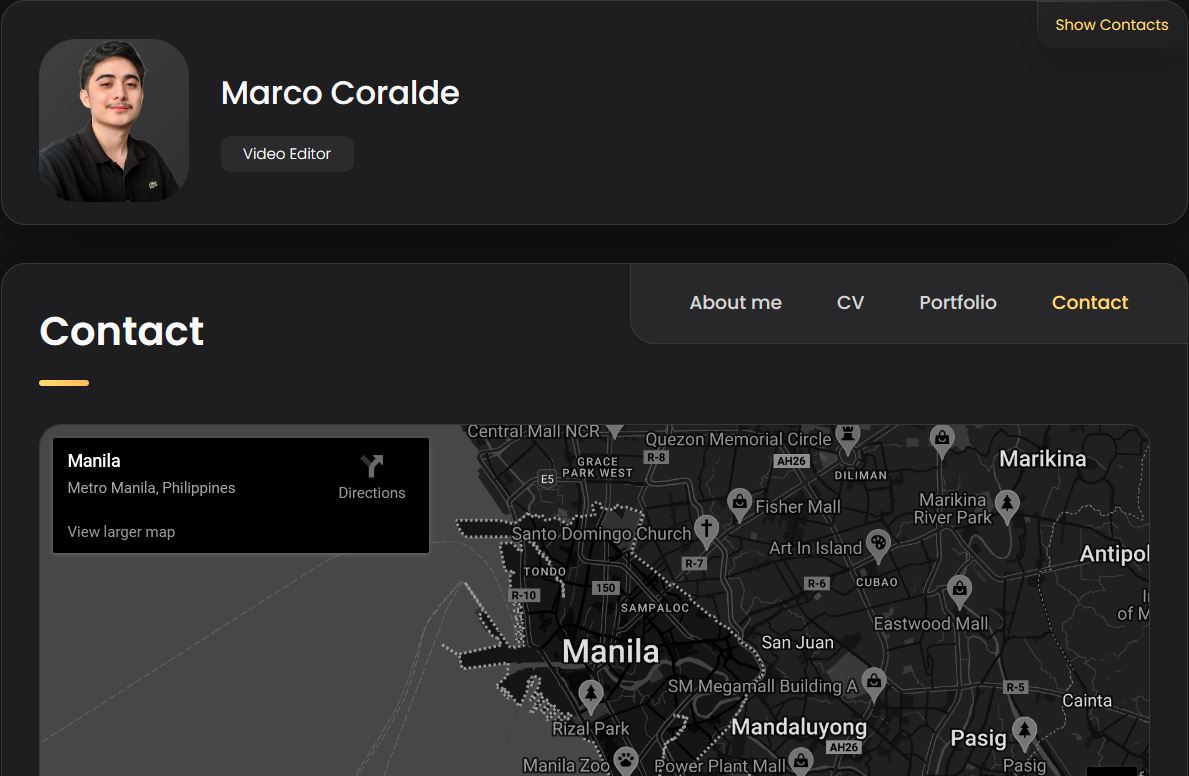 Show Contacts
Marco Coralde
Video Editor
About me
CV
Portfolio
Contact
Contact
Manila
Metro Manila, Philippines
Directions
View larger map
Central Mall NCR
Quezon Memorial Circle
R-8
AH26
GRACE
PARK WEST
E5
DILIMAN
Marikina
Fisher Mall
Marikina
River Park
Santo Domingo Church
Art In Island
Antipol
R-7
TONDO
R-10
150
R-6
CUBAO
SAMPALOC
Eastwood Mall
of M
Manila
San Juan
SM Megamall Building A
R-5
Cainta
Rizal Park
Mandaluyong
AH26
Pasig
Manila Zoo
Power Plant Mall
Pasig